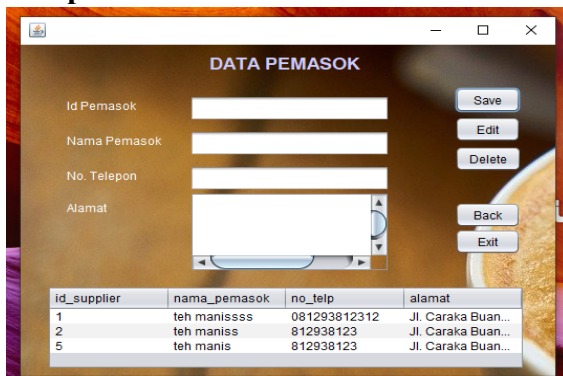 DATA PEMASOK
Id Pemasok
Save
Edit
Nama Pemasok
Delete
No. Telepon
Alamat
Back
Exit
id_supplier nama_pemasok no_telp alamat
1 teh manissss 081293812312 Jl. Caraka Buan...
2 teh maniss 812938123 Jl. Caraka Buan...
5 teh manis 812938123 Jl. Caraka Buan...